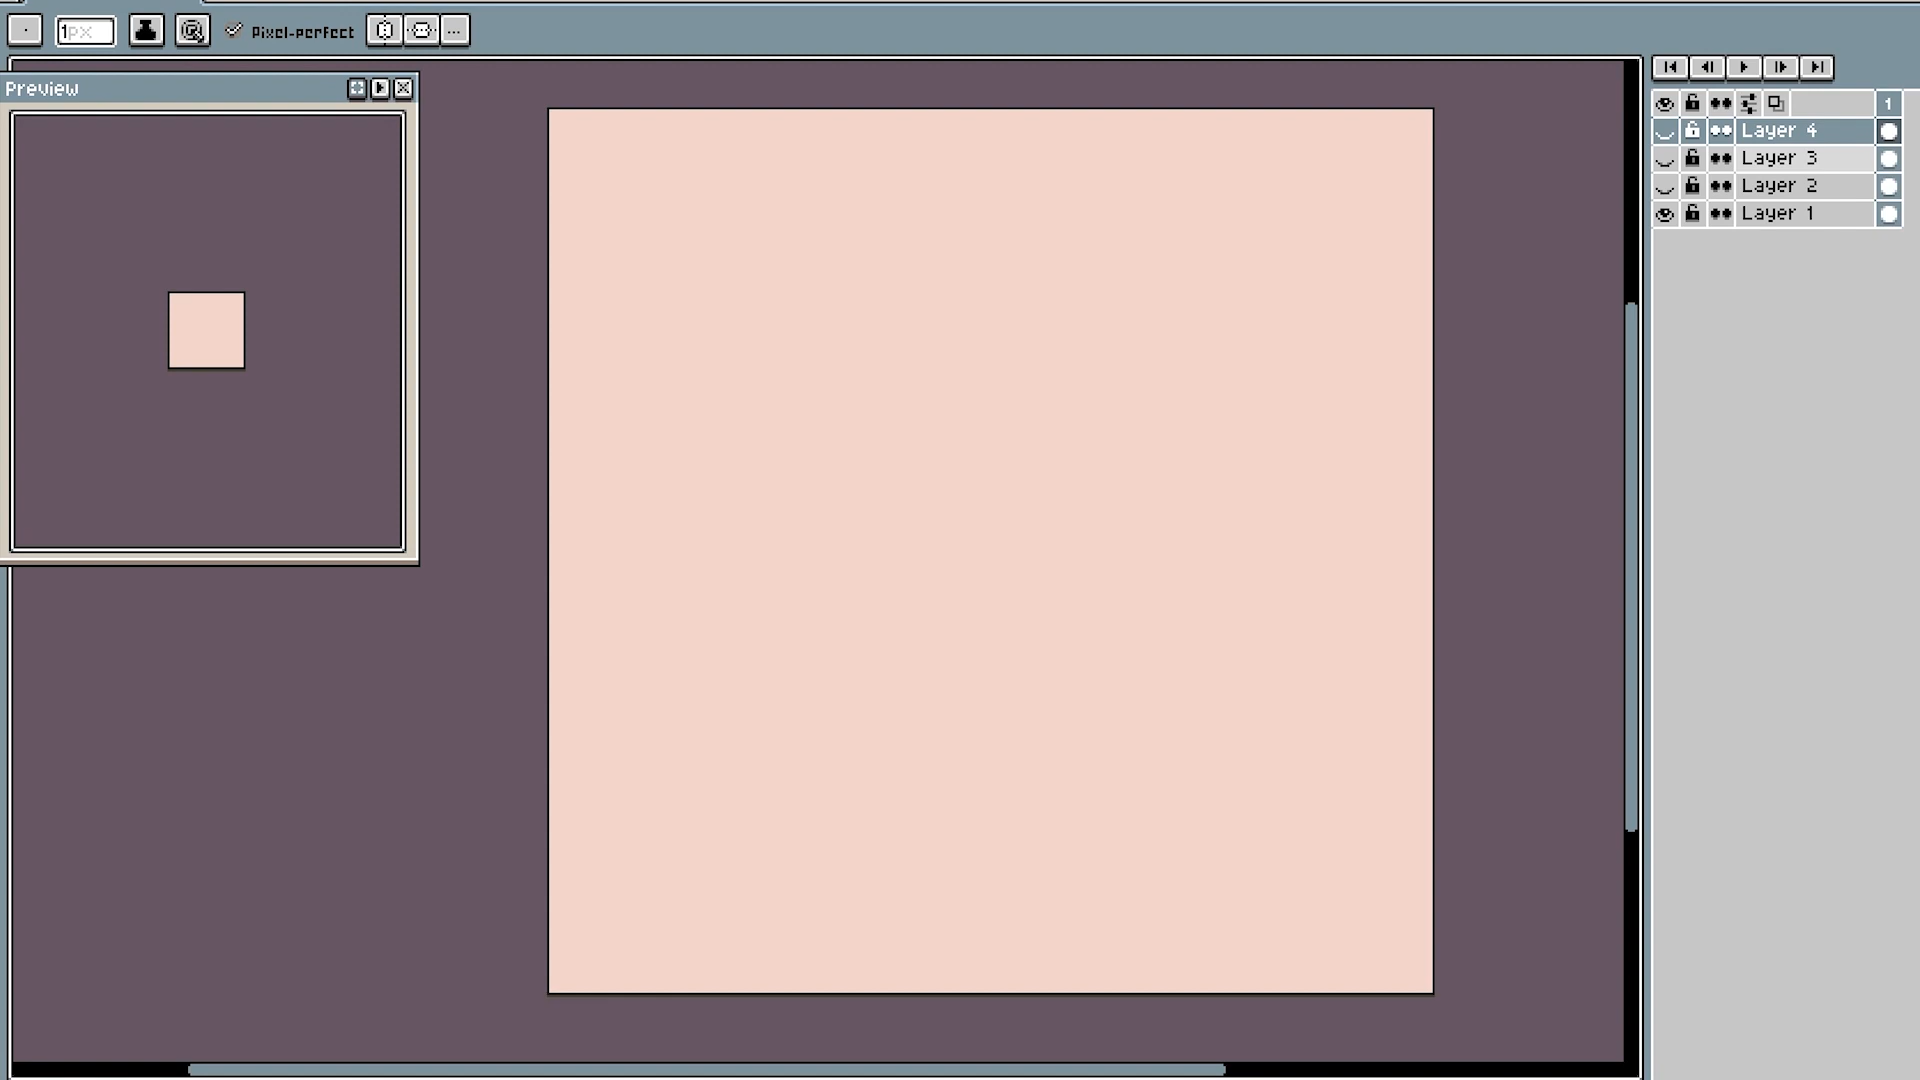 1px
Pixel-perfect
...
Preview
1
Layer 4
Layer 3
Layer 2
Layer 1